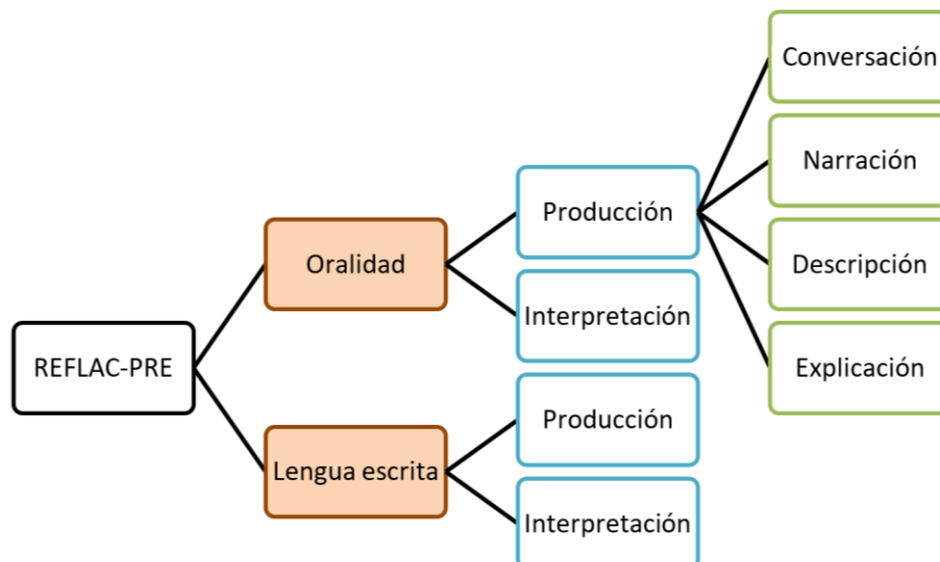 REFLAC-PRE
Oralidad
Producción
Conversación
Narración
Descripción
Explicación
Interpretación
Lengua escrita
Producción
Interpretación